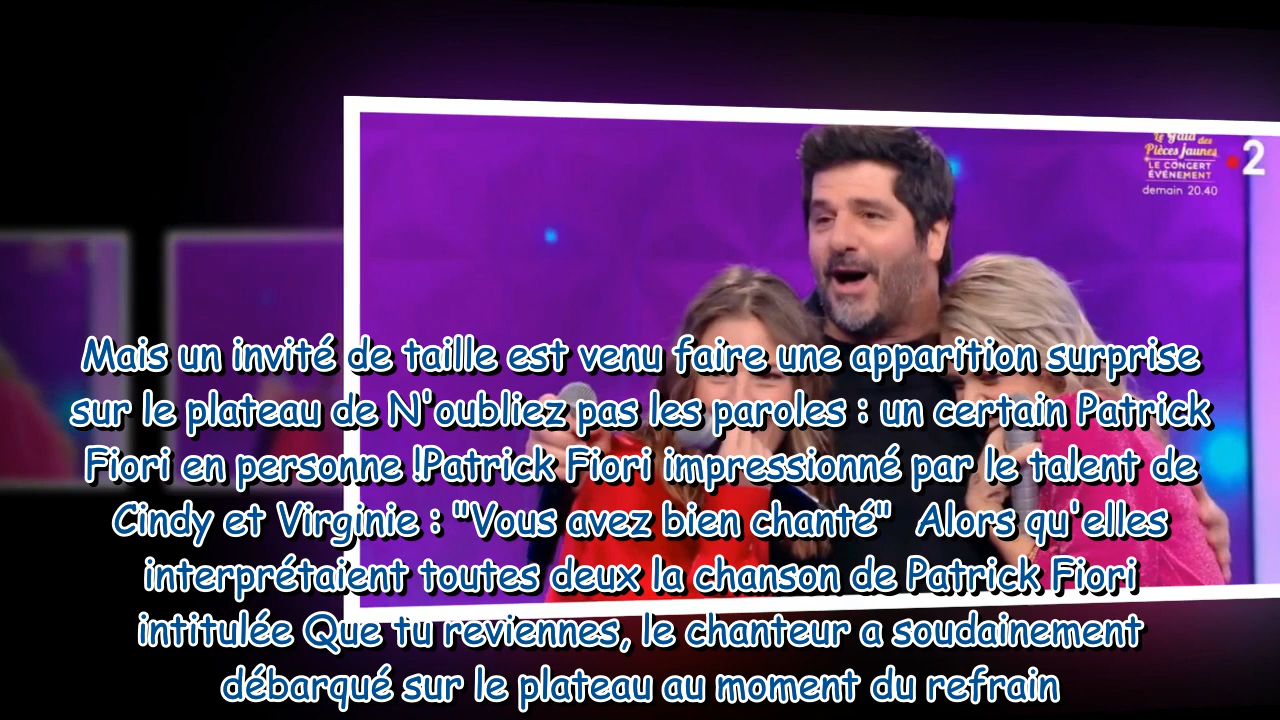 Le Gala des
Pièces jaunes
LE CONCERT
ÉVÉNEMENT
demain 20.40
2
Mais un invité de taille est venu faire une apparition surprise
sur le plateau de N'oubliez pas les paroles : un certain Patrick
Fiori en personne !Patrick Fiori impressionné par le talent de
Cindy et Virginie : "Vous avez bien chanté"  Alors qu'elles
interprétaient toutes deux la chanson de Patrick Fiori
intitulée Que tu reviennes, le chanteur a soudainement
débarqué sur le plateau au moment du refrain